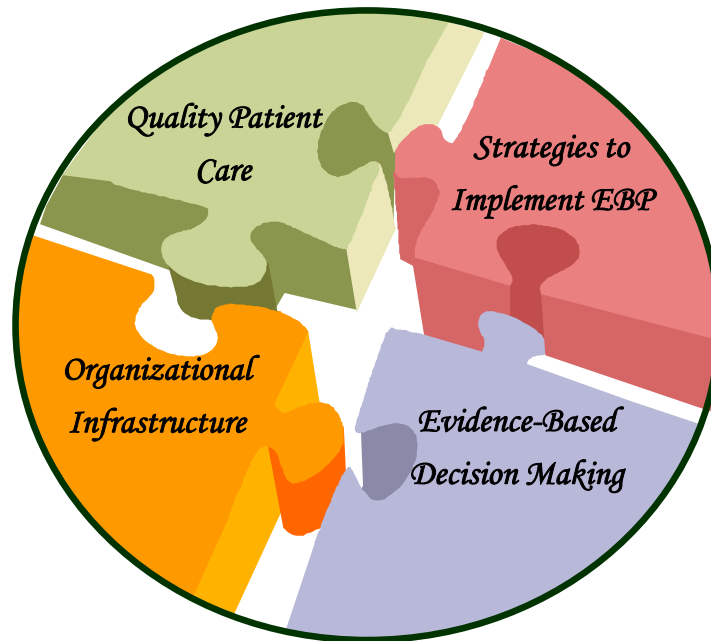 Quality Patient
Care
Strategies to
Implement EBP
Organizational
Infrastructure
Evidence-Based
Decision Making